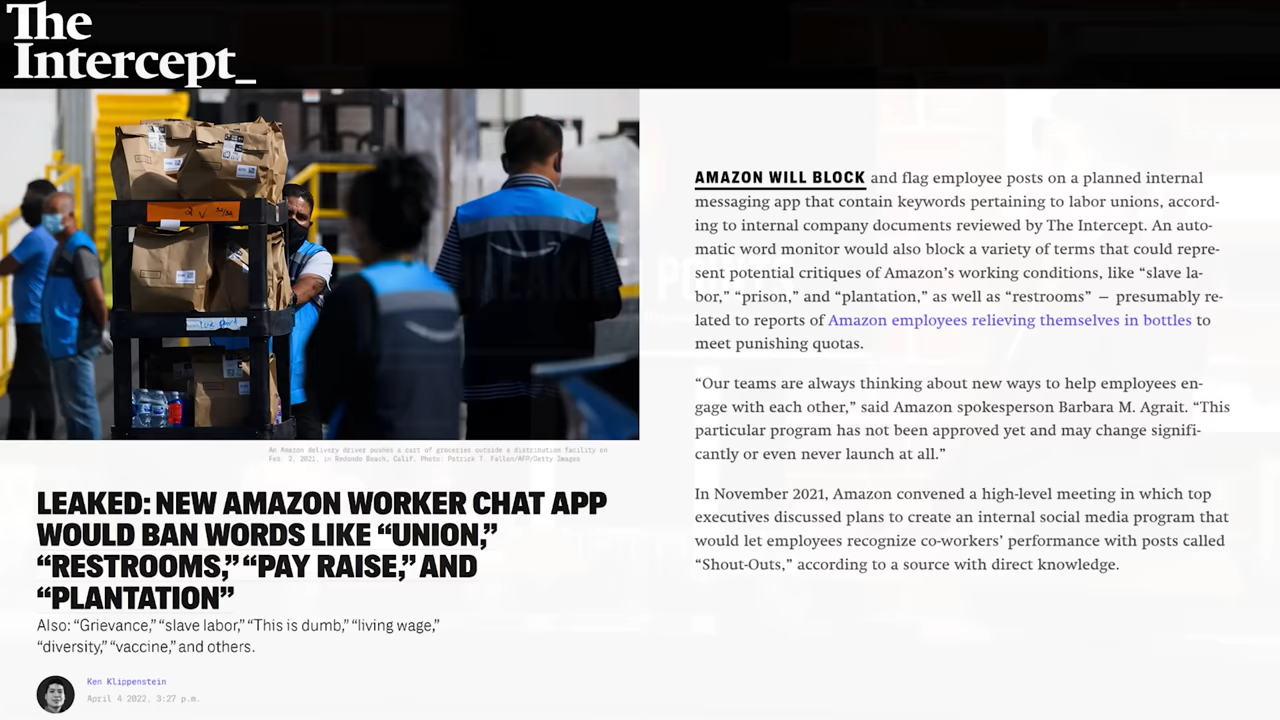 The
Intercept_
AMAZON WILL BLOCK and flag employee posts on a planned internal
messaging app that contain keywords pertaining to labor unions, accord-
ing to internal company documents reviewed by The Intercept. An auto-
matic word monitor would also block a variety of terms that could repre-
sent potential critiques of Amazon’s working conditions, like “slave la-
bor,” “prison,” and “plantation,” as well as “restrooms” – presumably re-
lated to reports of Amazon employees relieving themselves in bottles to
meet punishing quotas.
“Our teams are always thinking about new ways to help employees en-
gage with each other,” said Amazon spokesperson Barbara M. Agrait. “This
particular program has not been approved yet and may change signifi-
cantly or even never launch at all.”
In November 2021, Amazon convened a high-level meeting in which top
executives discussed plans to create an internal social media program that
would let employees recognize co-workers’ performance with posts called
“Shout-Outs,” according to a source with direct knowledge.
An Amazon delivery driver pushes a cart of groceries outside a distribution facility on
Feb. 2, 2021, in Redondo Beach, Calif. Photo: Patrick T. Fallon/AFP/Getty Images
LEAKED: NEW AMAZON WORKER CHAT APP
WOULD BAN WORDS LIKE “UNION,”
“RESTROOMS,” “PAY RAISE,” AND
“PLANTATION”
Also: “Grievance,” “slave labor,” “This is dumb,” “living wage,”
“diversity,” “vaccine,” and others.
Ken Klippenstein
April 4 2022, 3:27 p.m.